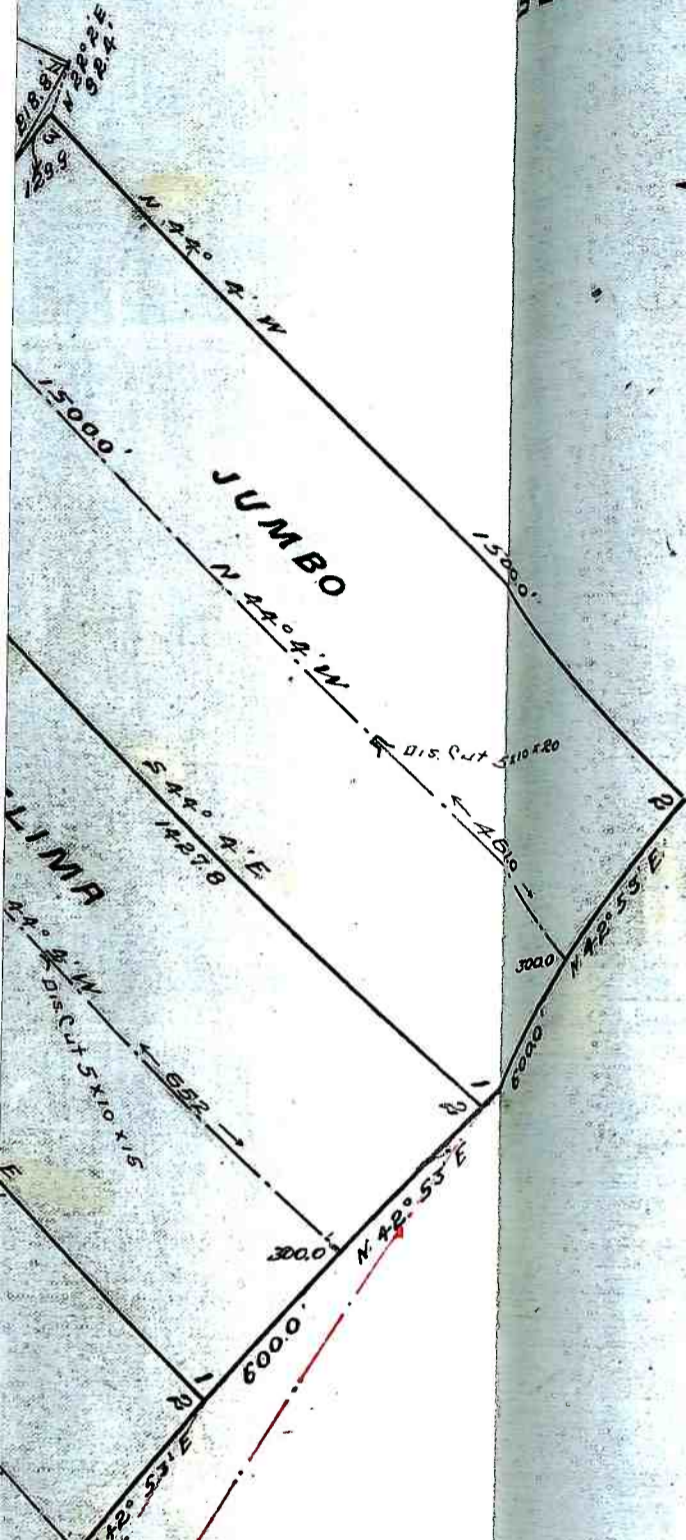 N 22° 2' E.
92.4
818.8'
3
129.9
N 44° 4' W
1500.0'
JUMBO
1500.0'
N 44° 4' W
Dis. Cut 5x10x20
461.0
2
S 44° 4' E.
1427.8
LIMA
N. 42° 53' E.
300.0
44° 4' W
Dis. Cut 5x10x15
600.0'
1
2
652
N. 42° 53' E
300.0'
E
600.0'
1
2
42° 53' E